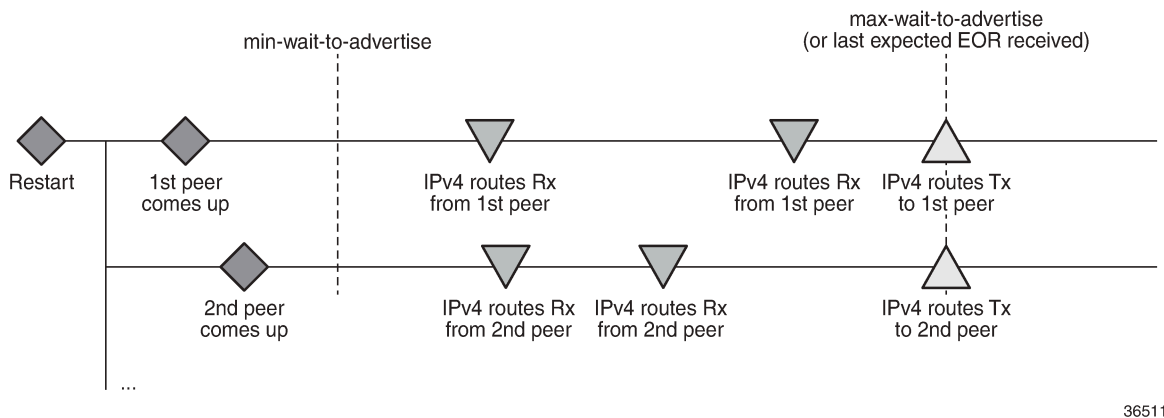 min-wait-to-advertise
max-wait-to-advertise
(or last expected EOR received)
Restart
1st peer
comes up
IPv4 routes Rx
from 1st peer
IPv4 routes Rx
from 1st peer
IPv4 routes Tx
to 1st peer
2nd peer
comes up
IPv4 routes Rx
from 2nd peer
IPv4 routes Rx
from 2nd peer
IPv4 routes Tx
to 2nd peer
...
36511